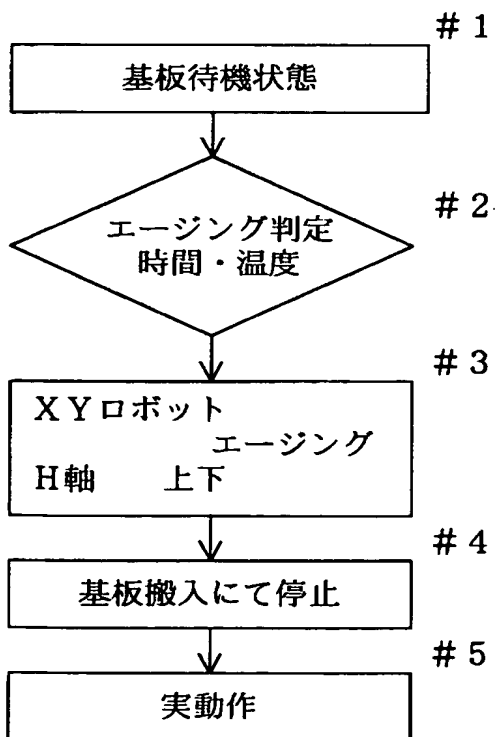 ＃１
基板待機状態
＃２
エージング判定
時間・温度
＃３
ＸＹロボット
エージング
Ｈ軸　上下
＃４
基板搬入にて停止
＃５
実動作